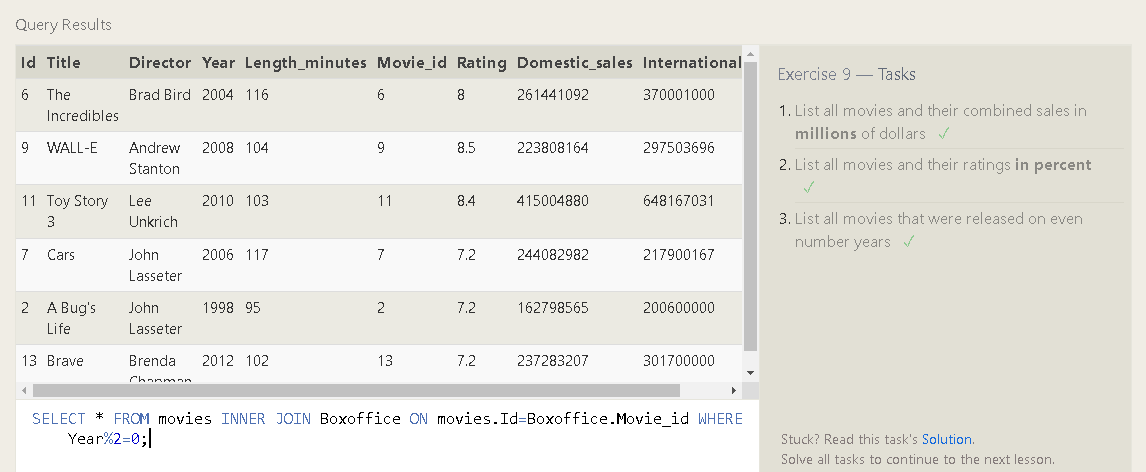 Query Results
Id Title Director Year Length_minutes Movie_id Rating Domestic_sales International
6 The Incredibles Brad Bird 2004 116 6 8 261441092 370001000
9 WALL-E Andrew Stanton 2008 104 9 8.5 223808164 297503696
11 Toy Story 3 Lee Unkrich 2010 103 11 8.4 415004880 648167031
7 Cars John Lasseter 2006 117 7 7.2 244082982 217900167
2 A Bug's Life John Lasseter 1998 95 2 7.2 162798565 200600000
13 Brave Brenda Chapman 2012 102 13 7.2 237283207 301700000
SELECT * FROM movies INNER JOIN Boxoffice ON movies.Id=Boxoffice.Movie_id WHERE
Year%2=0;
Exercise 9 — Tasks
1. List all movies and their combined sales in
millions of dollars ✓
2. List all movies and their ratings in percent
✓
3. List all movies that were released on even
number years ✓
Stuck? Read this task's Solution.
Solve all tasks to continue to the next lesson.